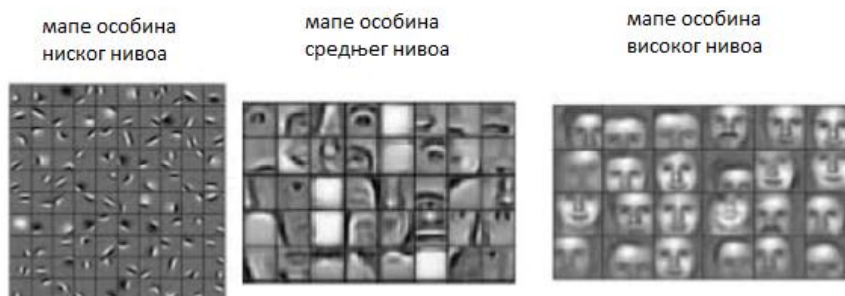 мапе особина
ниског нивоа
мапе особина
средњег нивоа
мапе особина
високог нивоа